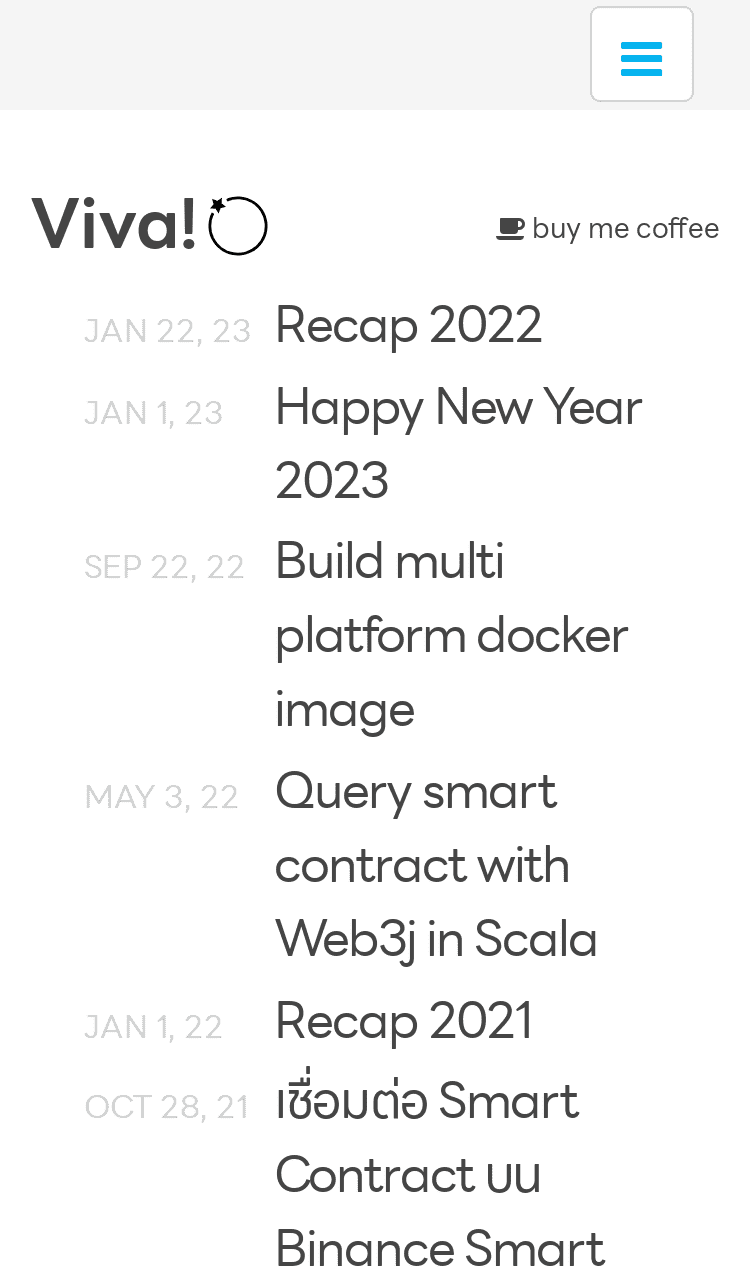 Viva!
buy me coffee
JAN 22, 23 Recap 2022
JAN 1, 23 Happy New Year
2023
SEP 22, 22 Build multi
platform docker
image
MAY 3, 22 Query smart
contract with
Web3j in Scala
JAN 1, 22 Recap 2021
OCT 28, 21 เชื่อมต่อ Smart
Contract บน
Binance Smart